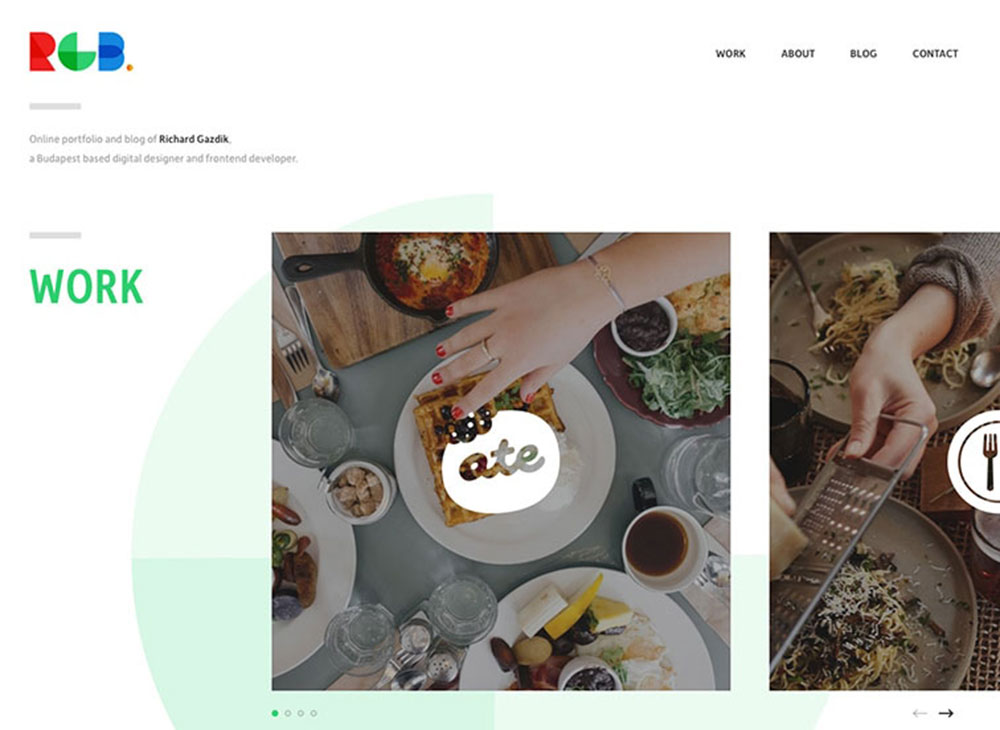 RGB.
WORK
ABOUT
BLOG
CONTACT
Online portfolio and blog of Richard Gazdik,
a Budapest based digital designer and frontend developer.
WORK
ate